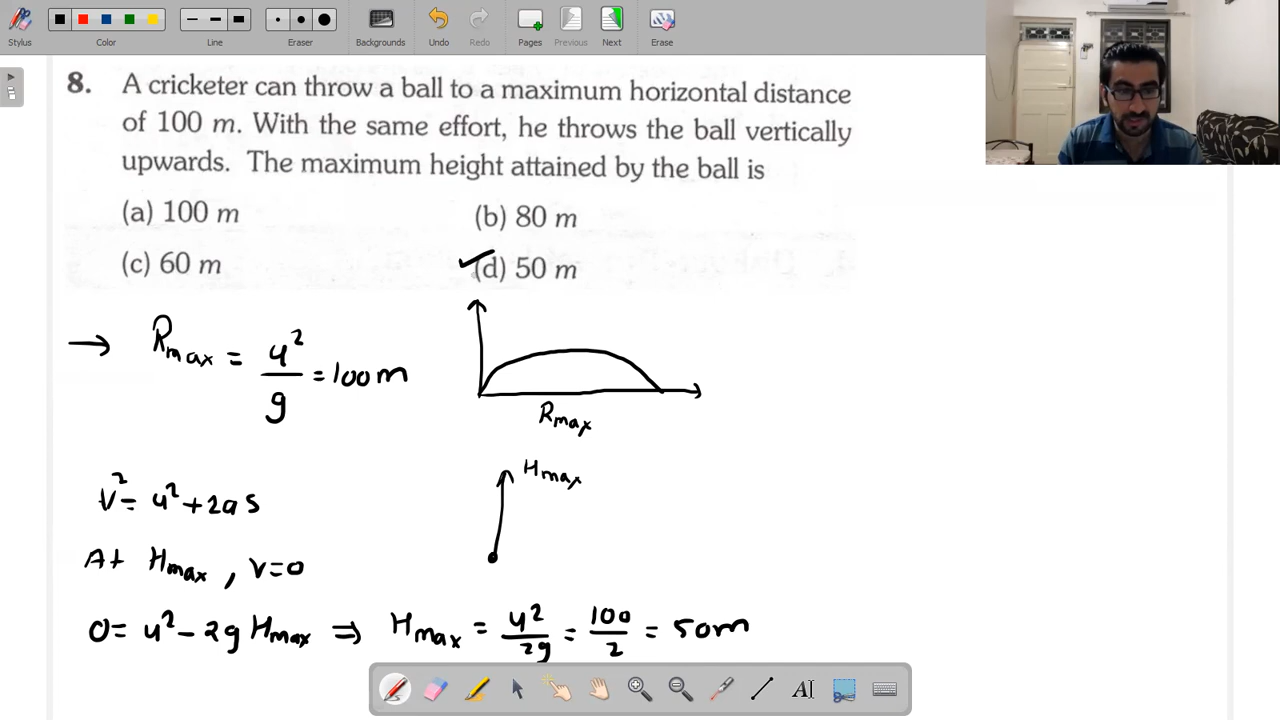 Stylus Color Line Eraser Backgrounds Undo Redo Pages Previous Next Erase
8. A cricketer can throw a ball to a maximum horizontal distance
of 100 m. With the same effort, he throws the ball vertically
upwards. The maximum height attained by the ball is
(a) 100 m (b) 80 m
(c) 60 m (d) 50 m
→ Rmax = u²/g = 100m
Rmax
Hmax
v² = u² + 2as
At Hmax, v=0
0 = u² - 2g Hmax ⇒ Hmax = u²/2g = 100/2 = 50m
AI